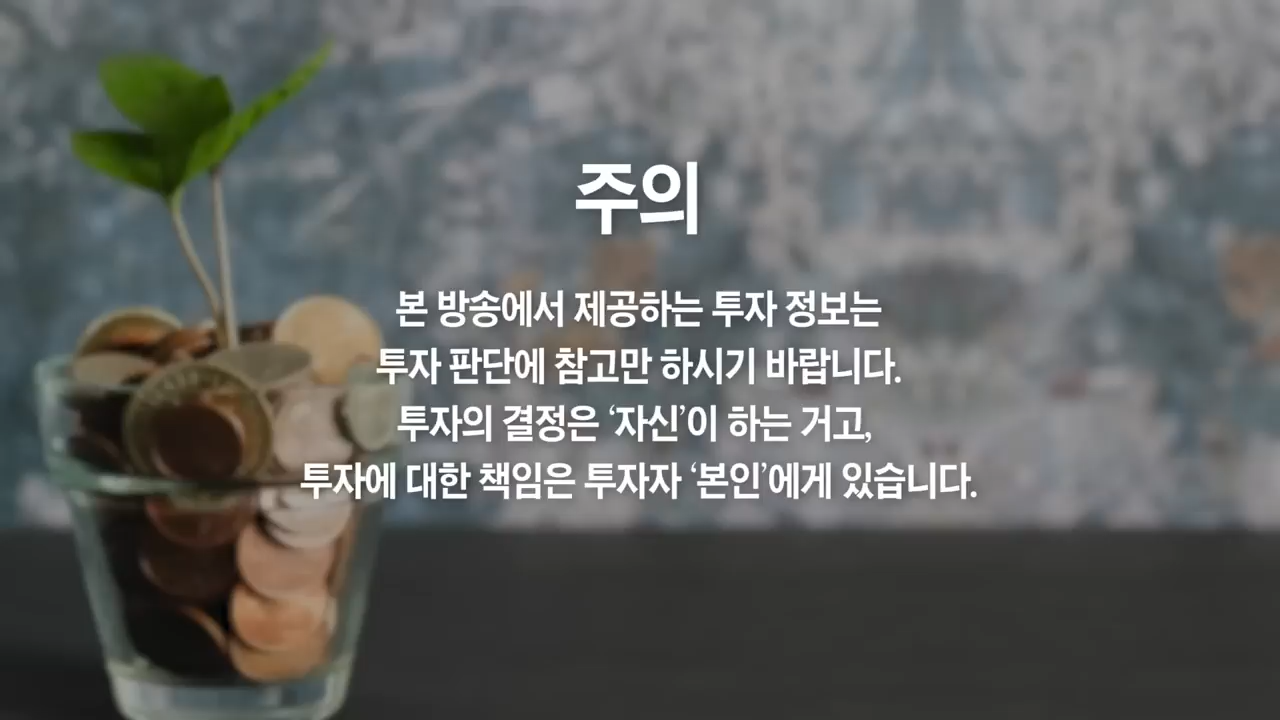 주의
본 방송에서 제공하는 투자 정보는
투자 판단에 참고만 하시기 바랍니다.
투자의 결정은 ‘자신’이 하는 거고,
투자에 대한 책임은 투자자 ‘본인’에게 있습니다.